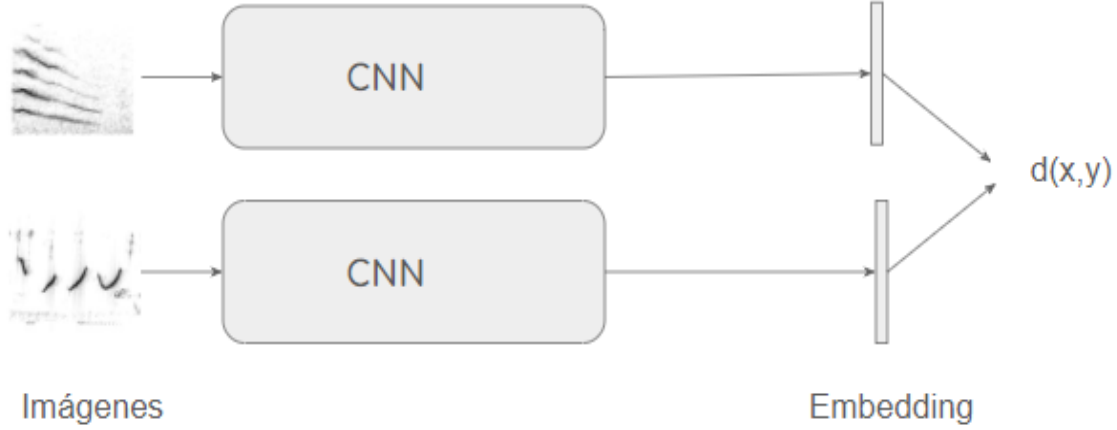 CNN
d(x,y)
CNN
Imágenes
Embedding